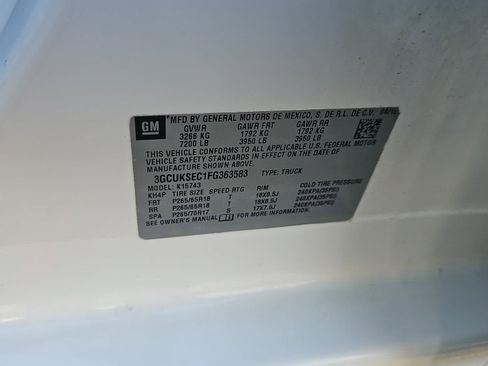 GM *MFD BY GENERAL MOTORS DE MEXICO, S. DE R.L. DE C.V.
GVWR GAWR FRT GAWR RR
3266 KG 1792 KG 1792 KG
7200 LB 3950 LB 3950 LB
THIS VEHICLE CONFORMS TO ALL APPLICABLE U.S. FEDERAL MOTOR
VEHICLE SAFETY STANDARDS IN EFFECT ON THE DATE OF
MANUFACTURE SHOWN ABOVE.
3GCUKSEC1FG363583 TYPE: TRUCK
MODEL: K15743
KH4P TIRE SIZE SPEED RTG RIM COLD TIRE PRESSURE
FRT P265/65R18 T 18X8.5J 240KPA(35PSI)
RR P265/65R18 T 18X8.5J 240KPA(35PSI)
SPA P265/70R17 S 17X7.5J 240KPA(35PSI)
SEE OWNER'S MANUAL FOR MORE INFORMATION.